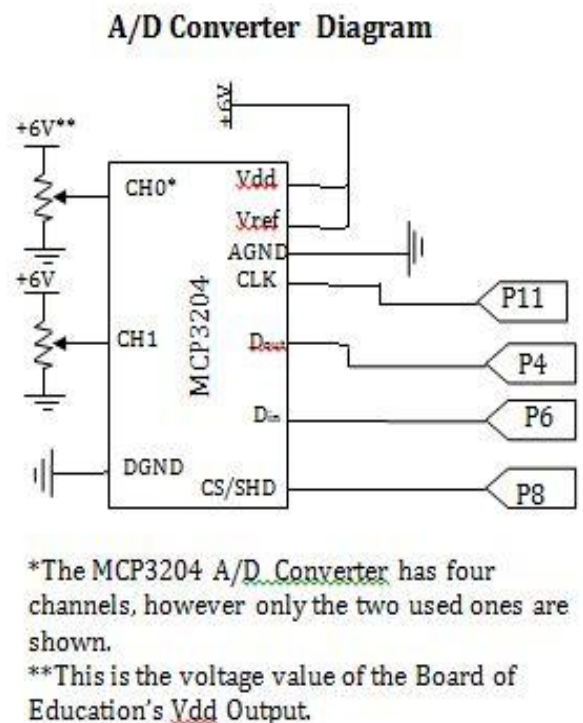 A/D Converter Diagram
+6V
+6V**
CH0*
Vdd
Vref
AGND
+6V
CLK
P11
CH1
MCP3204
Dout
P4
Din
P6
DGND
CS/SHD
P8
*The MCP3204 A/D Converter has four
channels, however only the two used ones are
shown.
**This is the voltage value of the Board of
Education's Vdd Output.